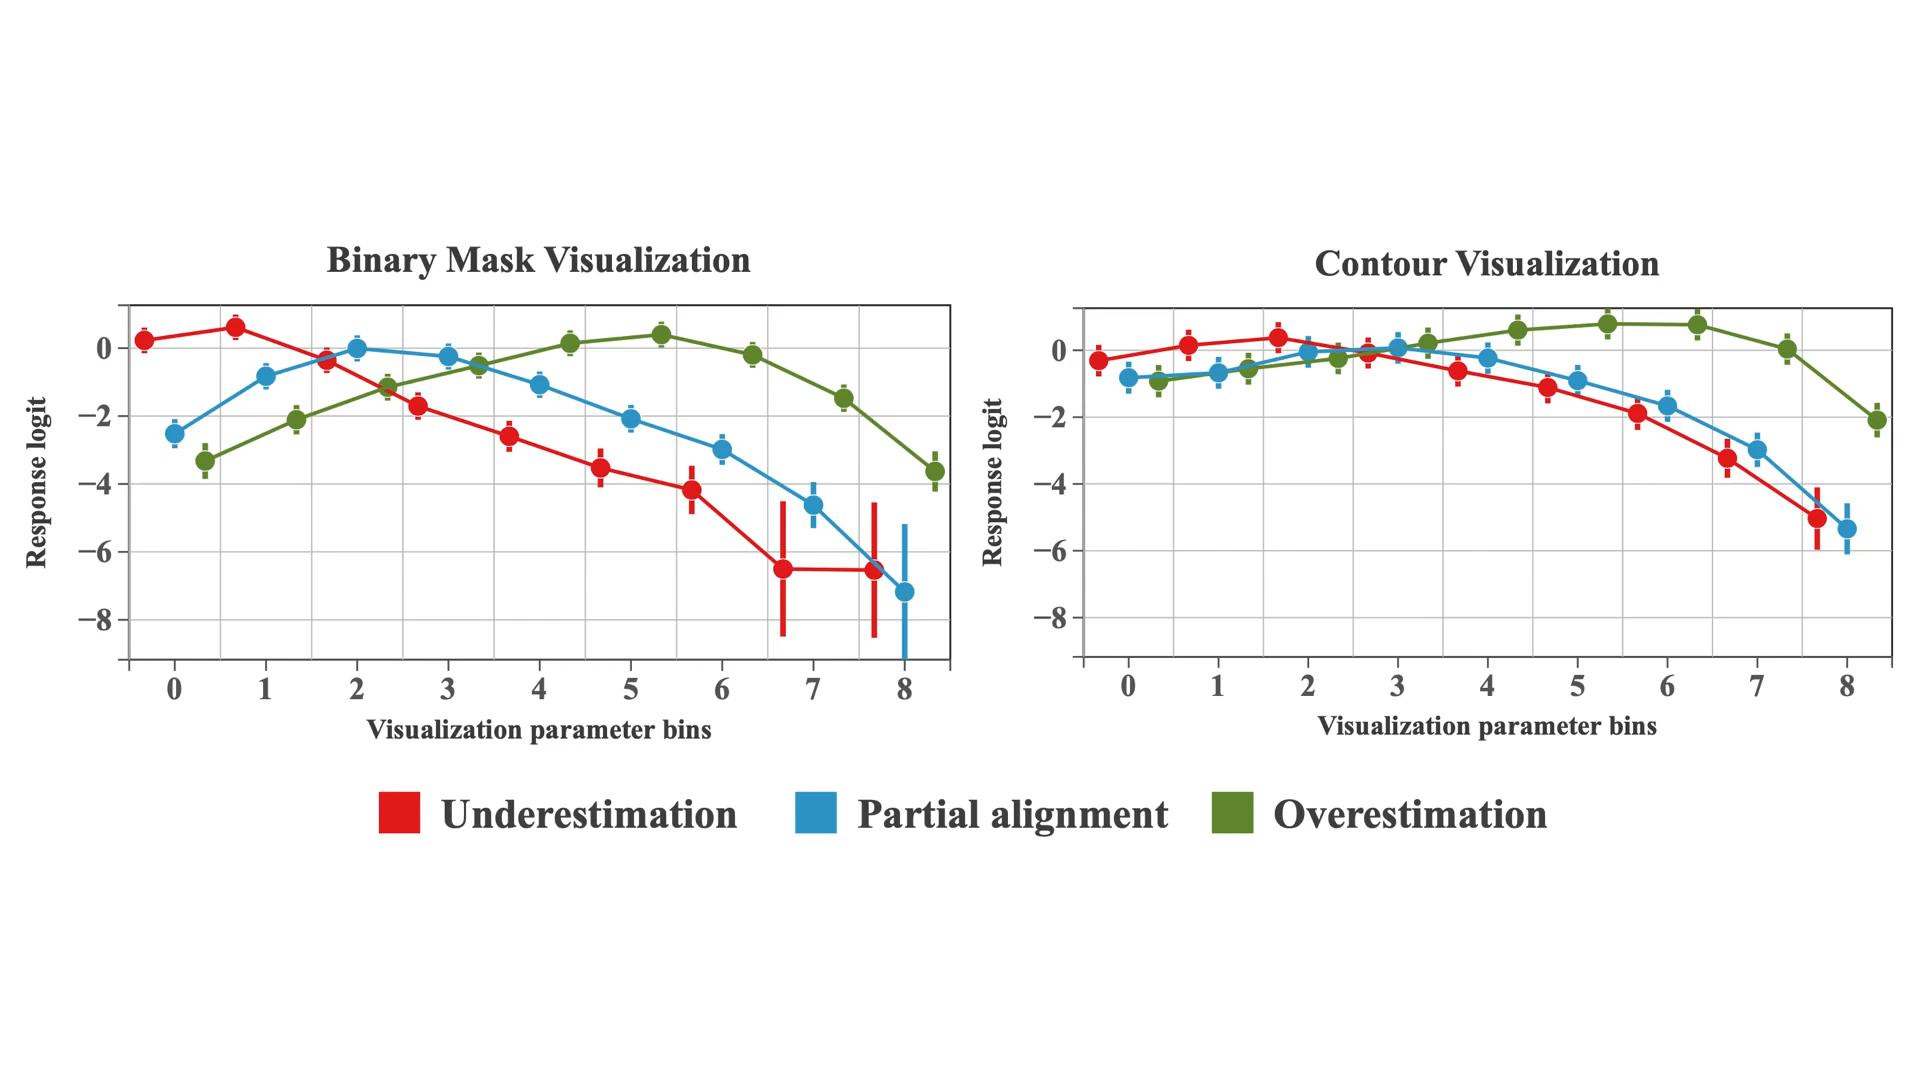 Binary Mask Visualization
Response logit
0
−2
−4
−6
−8
0 1 2 3 4 5 6 7 8
Visualization parameter bins
Contour Visualization
Response logit
0
−2
−4
−6
−8
0 1 2 3 4 5 6 7 8
Visualization parameter bins
Underestimation Partial alignment Overestimation